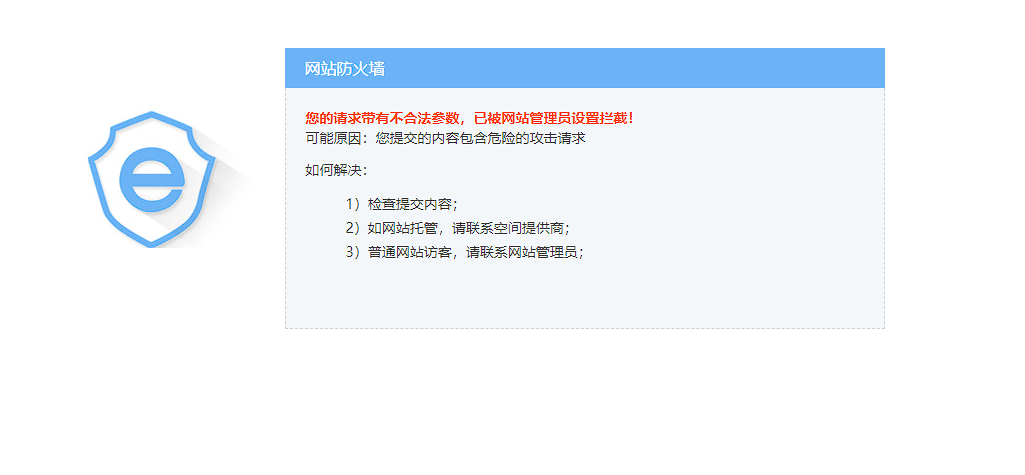 网站防火墙
您的请求带有不合法参数，已被网站管理员设置拦截！
可能原因：您提交的内容包含危险的攻击请求
如何解决：
1）检查提交内容；
2）如网站托管，请联系空间提供商；
3）普通网站访客，请联系网站管理员；